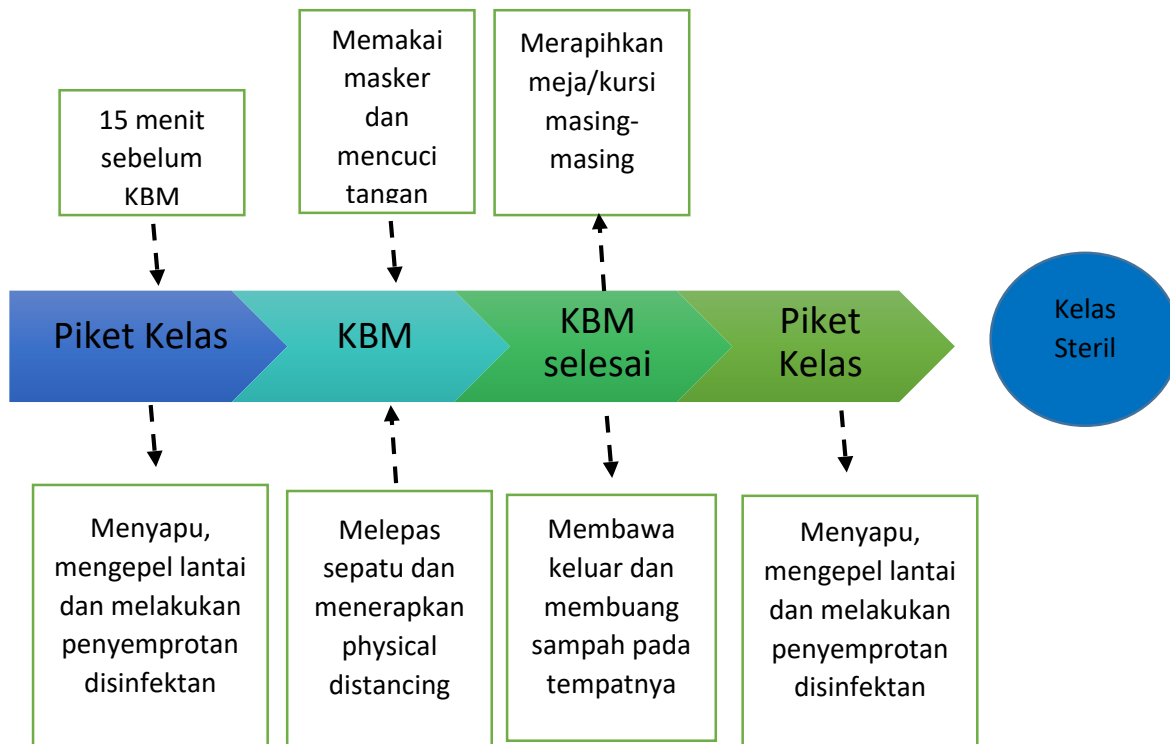 15 menit
sebelum
KBM
Memakai
masker
dan
mencuci
tangan
Merapihkan
meja/kursi
masing-
masing
Piket Kelas
KBM
KBM
selesai
Piket
Kelas
Kelas
Steril
Menyapu,
mengepel lantai
dan melakukan
penyemprotan
disinfektan
Melepas
sepatu dan
menerapkan
physical
distancing
Membawa
keluar dan
membuang
sampah pada
tempatnya
Menyapu,
mengepel lantai
dan melakukan
penyemprotan
disinfektan